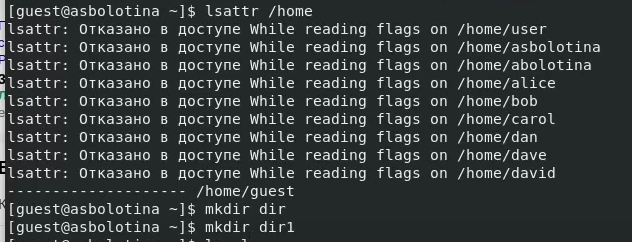 [guest@asbolotina ~]$ lsattr /home
lsattr: Отказано в доступе While reading flags on /home/user
lsattr: Отказано в доступе While reading flags on /home/asbolotina
lsattr: Отказано в доступе While reading flags on /home/abolotina
lsattr: Отказано в доступе While reading flags on /home/alice
lsattr: Отказано в доступе While reading flags on /home/bob
lsattr: Отказано в доступе While reading flags on /home/carol
lsattr: Отказано в доступе While reading flags on /home/dan
lsattr: Отказано в доступе While reading flags on /home/dave
lsattr: Отказано в доступе While reading flags on /home/david
-------------------- /home/guest
[guest@asbolotina ~]$ mkdir dir
[guest@asbolotina ~]$ mkdir dir1